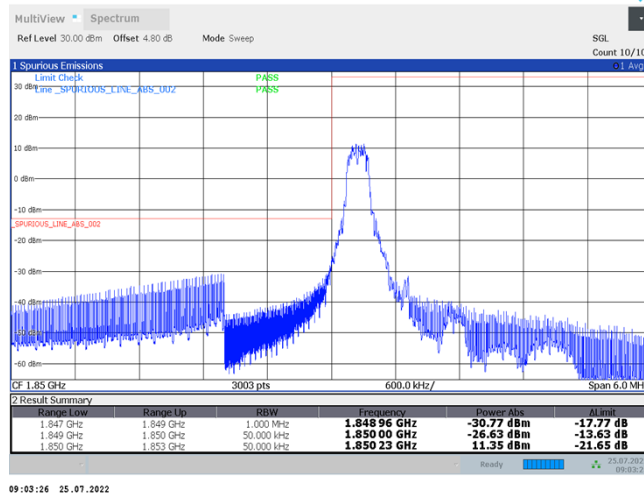 MultiView Spectrum
Ref Level 30.00 dBm Offset 4.80 dB Mode Sweep SGL
Count 10/10
1 Spurious Emissions 1 Avg
Limit Check PASS
30 dBm
Line _SPURIOUS_LINE_ABS_002 PASS
20 dBm
10 dBm
0 dBm
-10 dBm
_SPURIOUS_LINE_ABS_002
-20 dBm
-30 dBm
-40 dBm
-50 dBm
-60 dBm
CF 1.85 GHz 3003 pts 600.0 kHz/ Span 6.0 MH
2 Result Summary
Range Low Range Up RBW Frequency Power Abs ΔLimit
1.847 GHz 1.849 GHz 1.000 MHz 1.848 96 GHz -30.77 dBm -17.77 dB
1.849 GHz 1.850 GHz 50.000 kHz 1.850 00 GHz -26.63 dBm -13.63 dB
1.850 GHz 1.853 GHz 50.000 kHz 1.850 23 GHz 11.35 dBm -21.65 dB
Ready 25.07.202
09:03:2
09:03:26 25.07.2022